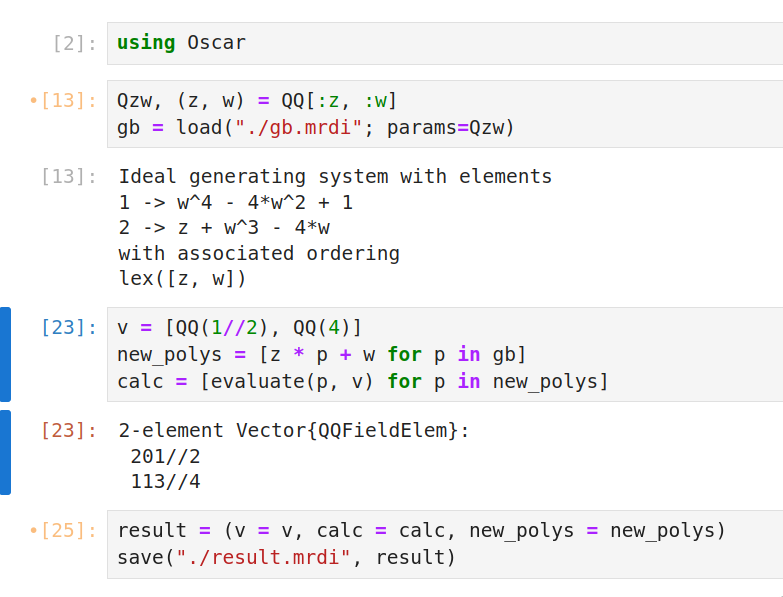 [2]: using Oscar
•[13]: Qzw, (z, w) = QQ[:z, :w]
gb = load("./gb.mrdi"; params=Qzw)
[13]: Ideal generating system with elements
1 -> w^4 - 4*w^2 + 1
2 -> z + w^3 - 4*w
with associated ordering
lex([z, w])
[23]: v = [QQ(1//2), QQ(4)]
new_polys = [z * p + w for p in gb]
calc = [evaluate(p, v) for p in new_polys]
[23]: 2-element Vector{QQFieldElem}:
201//2
113//4
•[25]: result = (v = v, calc = calc, new_polys = new_polys)
save("./result.mrdi", result)